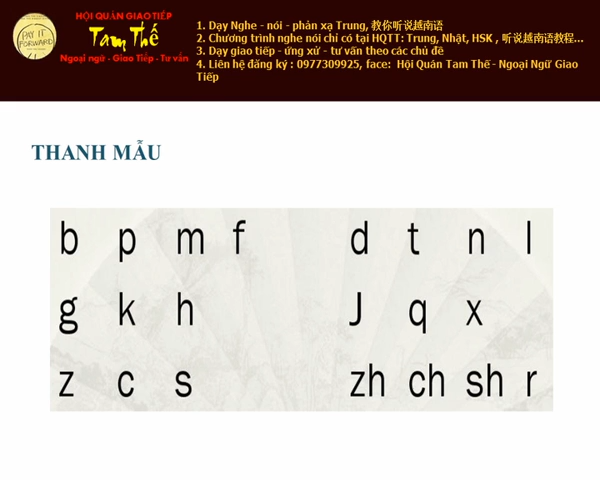 HỘI QUÁN GIAO TIẾP
Tam Thế
Ngoại ngữ - Giao Tiếp - Tư vấn
PAY IT
FORWARD
1. Dạy Nghe - nói - phản xạ Trung, 教你听说越南语
2. Chương trình nghe nói chỉ có tại HQTT: Trung, Nhật, HSK , 听说越南语教程...
3. Dạy giao tiếp - ứng xử - tư vấn theo các chủ đề
4. Liên hệ đăng ký : 0977309925, face: Hội Quán Tam Thế - Ngoại Ngữ Giao
Tiếp
THANH MẪU
b p m f d t n l
g k h J q x
z c s zh ch sh r